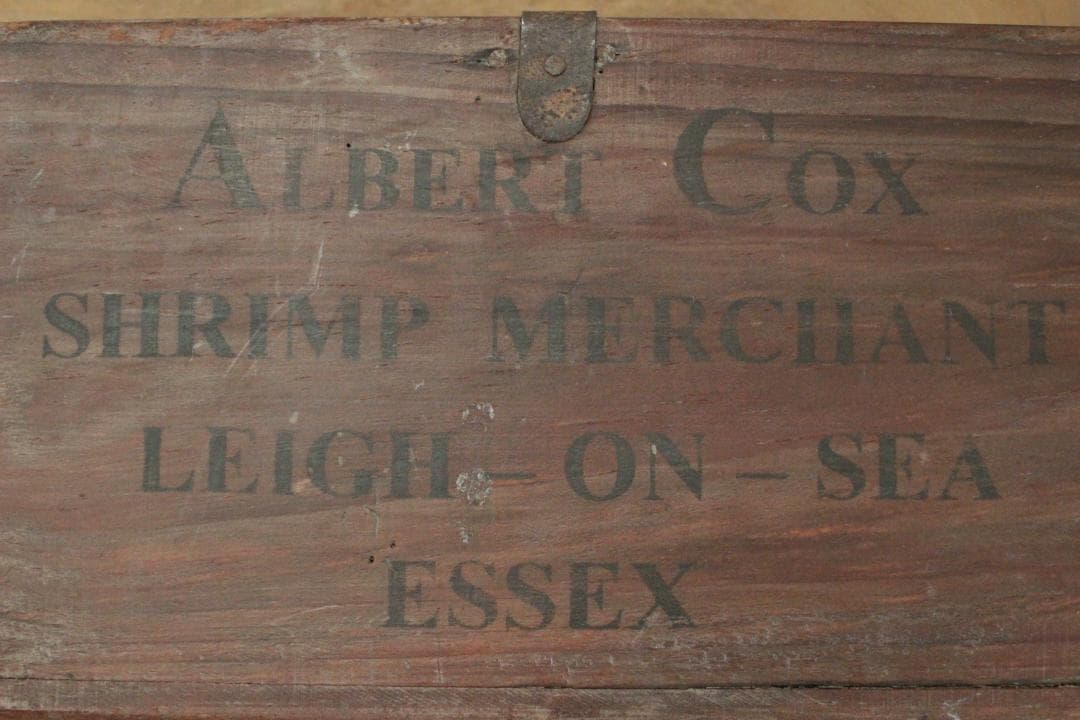 ALBERT COX
SHRIMP MERCHANT
LEIGH-ON-SEA
ESSEX